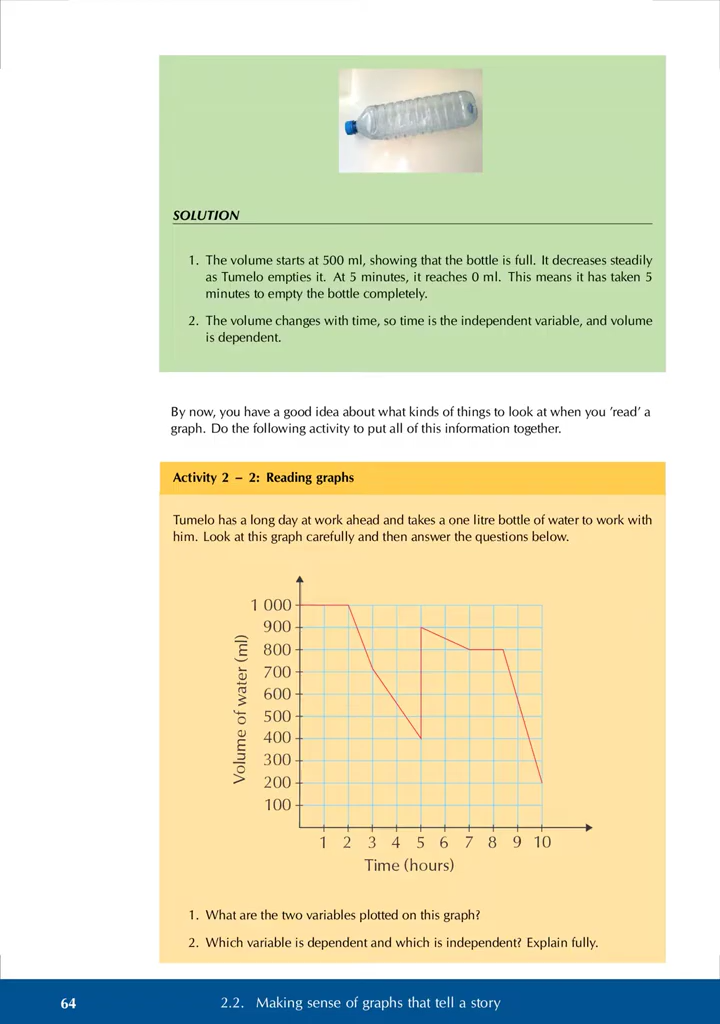 SOLUTION
1. The volume starts at 500 ml, showing that the bottle is full. It decreases steadily
as Tumelo empties it. At 5 minutes, it reaches 0 ml. This means it has taken 5
minutes to empty the bottle completely.
2. The volume changes with time, so time is the independent variable, and volume
is dependent.
By now, you have a good idea about what kinds of things to look at when you ’read’ a
graph. Do the following activity to put all of this information together.
Activity 2 – 2: Reading graphs
Tumelo has a long day at work ahead and takes a one litre bottle of water to work with
him. Look at this graph carefully and then answer the questions below.
Volume of water (ml)
1 000
900
800
700
600
500
400
300
200
100
1 2 3 4 5 6 7 8 9 10
Time (hours)
1. What are the two variables plotted on this graph?
2. Which variable is dependent and which is independent? Explain fully.
64 2.2. Making sense of graphs that tell a story